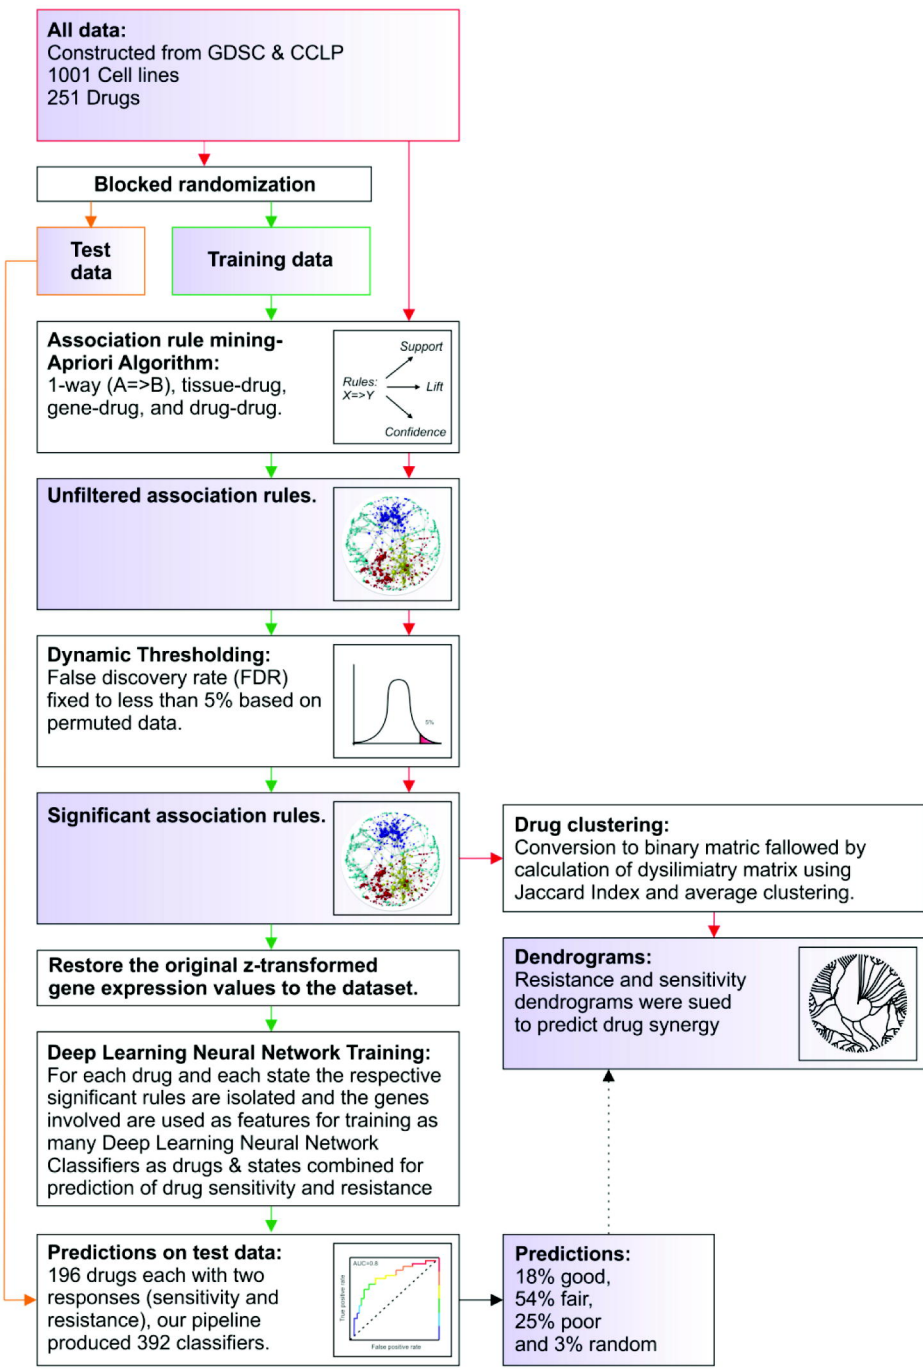 All data:
Constructed from GDSC & CCLP
1001 Cell lines
251 Drugs
Blocked randomization
Test
data
Training data
Association rule mining-
Apriori Algorithm:
1-way (A=>B), tissue-drug,
gene-drug, and drug-drug.
Support
Rules:
X=>Y
Lift
Confidence
Unfiltered association rules.
Dynamic Thresholding:
False discovery rate (FDR)
fixed to less than 5% based on
permuted data.
5%
Significant association rules.
Drug clustering:
Conversion to binary matric fallowed by
calculation of dysilimiatry matrix using
Jaccard Index and average clustering.
Restore the original z-transformed
gene expression values to the dataset.
Dendrograms:
Resistance and sensitivity
dendrograms were sued
to predict drug synergy
Deep Learning Neural Network Training:
For each drug and each state the respective
significant rules are isolated and the genes
involved are used as features for training as
many Deep Learning Neural Network
Classifiers as drugs & states combined for
prediction of drug sensitivity and resistance
Predictions on test data:
196 drugs each with two
responses (sensitivity and
resistance), our pipeline
produced 392 classifiers.
AUC=0.8
True positive rate
False positive rate
Predictions:
18% good,
54% fair,
25% poor
and 3% random